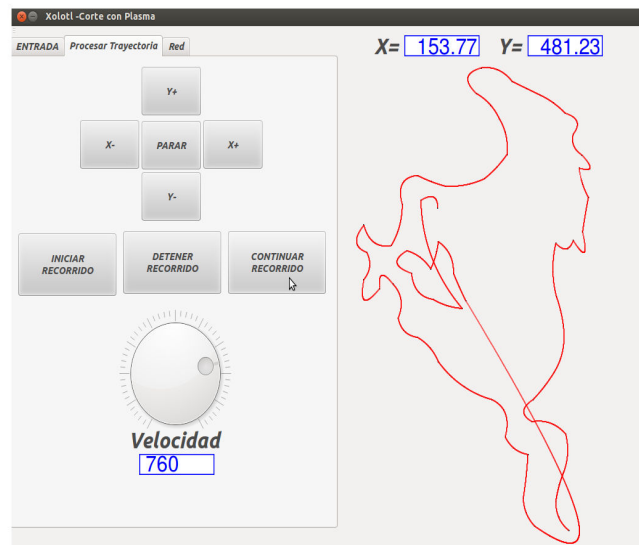 Xolotl -Corte con Plasma
ENTRADA Procesar Trayectoria Red
X= 153.77 Y= 481.23
Y+
X- PARAR X+
Y-
INICIAR RECORRIDO
DETENER RECORRIDO
CONTINUAR RECORRIDO
Velocidad
760